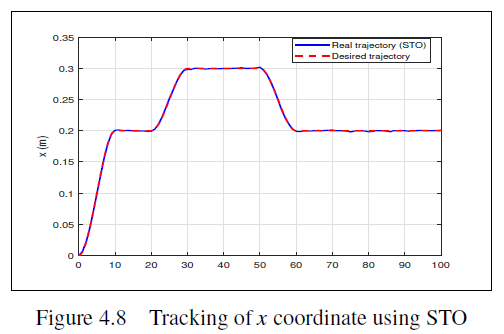 0.35
Real trajectory (STO)
Desired trajectory
0.3
0.25
0.2
x (m)
0.15
0.1
0.05
0
0 10 20 30 40 50 60 70 80 90 100
Figure 4.8 Tracking of x coordinate using STO